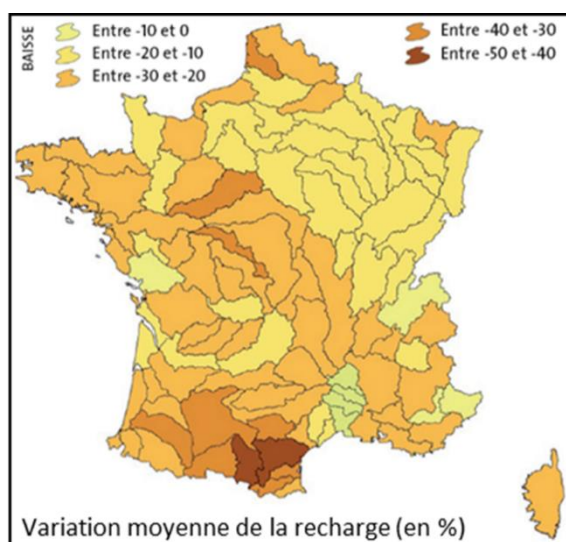 BAISSE
Entre -10 et 0
Entre -20 et -10
Entre -30 et -20
Entre -40 et -30
Entre -50 et -40
Variation moyenne de la recharge (en %)